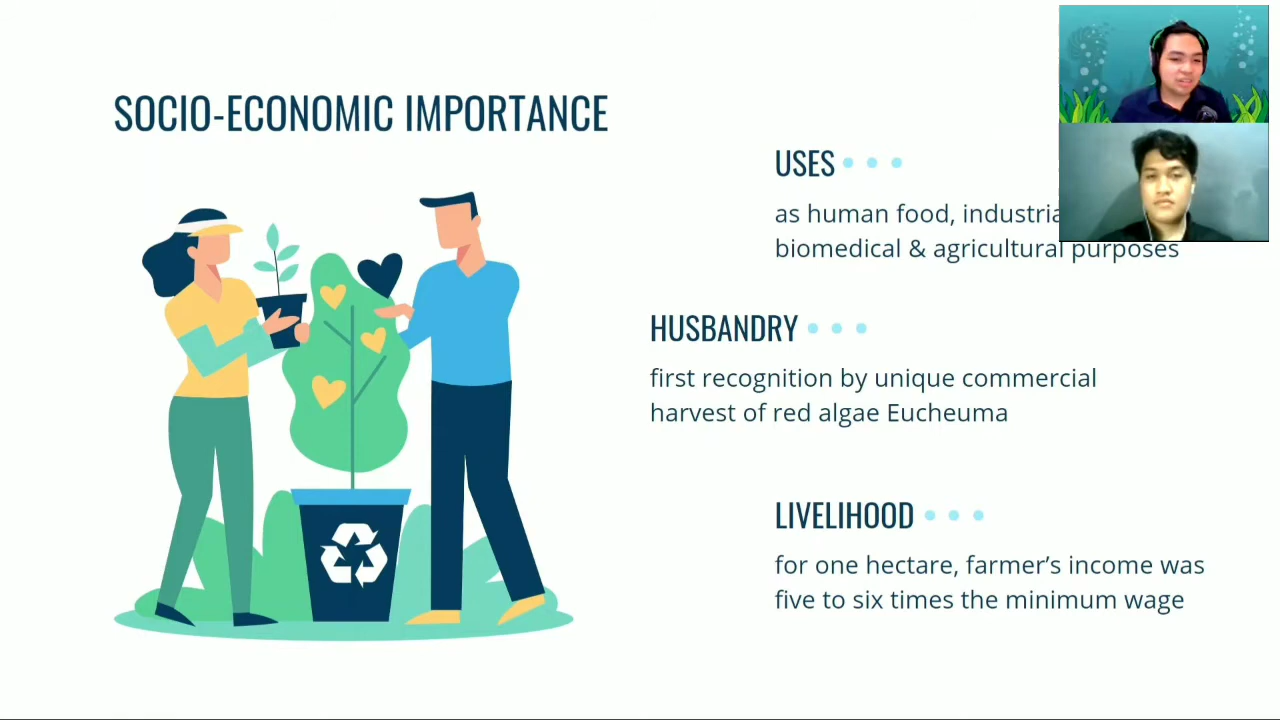 SOCIO-ECONOMIC IMPORTANCE
USES
as human food, 
biomedical & agricultural purposes
HUSBANDRY
first recognition by unique commercial
harvest of red algae Eucheuma
LIVELIHOOD
for one hectare, farmer’s income was
five to six times the minimum wage